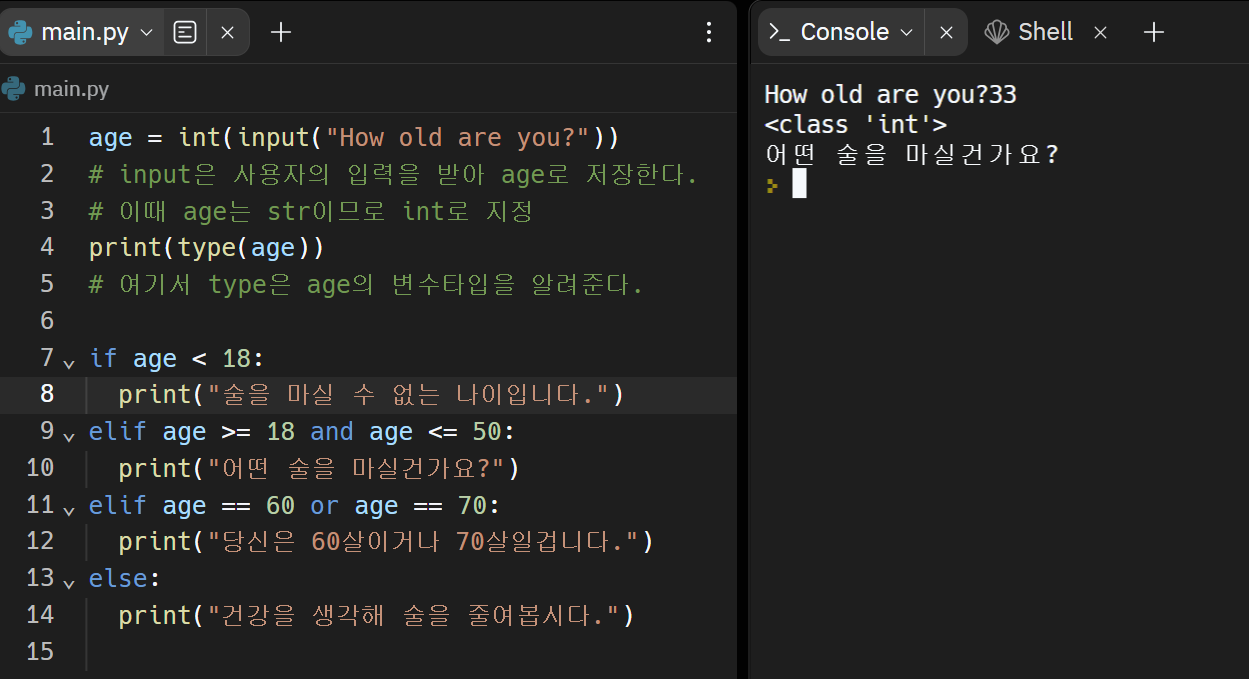 main.py
main.py
1 age = int(input("How old are you?"))
2 # input은 사용자의 입력을 받아 age로 저장한다.
3 # 이때 age는 str이므로 int로 지정
4 print(type(age))
5 # 여기서 type은 age의 변수타입을 알려준다.
6
7 if age < 18:
8   print("술을 마실 수 없는 나이입니다.")
9 elif age >= 18 and age <= 50:
10   print("어떤 술을 마실건가요?")
11 elif age == 60 or age == 70:
12   print("당신은 60살이거나 70살일겁니다.")
13 else:
14   print("건강을 생각해 술을 줄여봅시다.")
15
Console Shell
How old are you?33
<class 'int'>
어떤 술을 마실건가요?